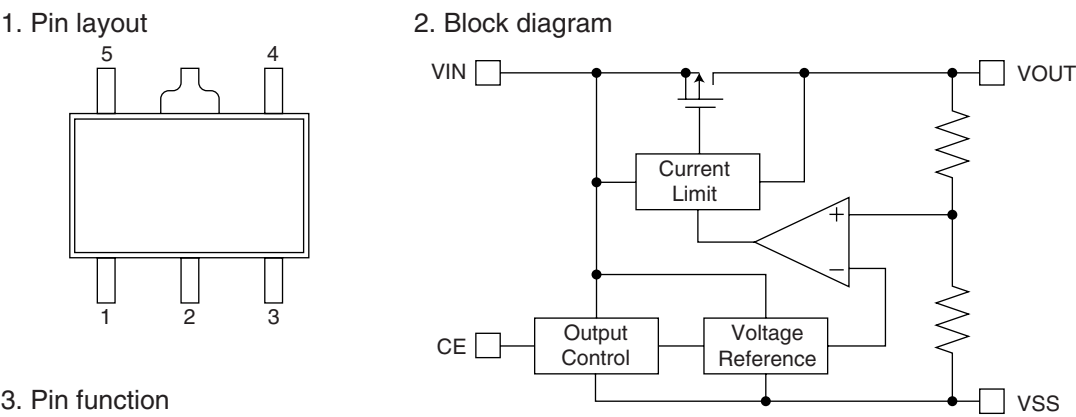 1. Pin layout
5 4
1 2 3
2. Block diagram
VIN
VOUT
Current
Limit
+
−
CE
Output
Control
Voltage
Reference
VSS
3. Pin function